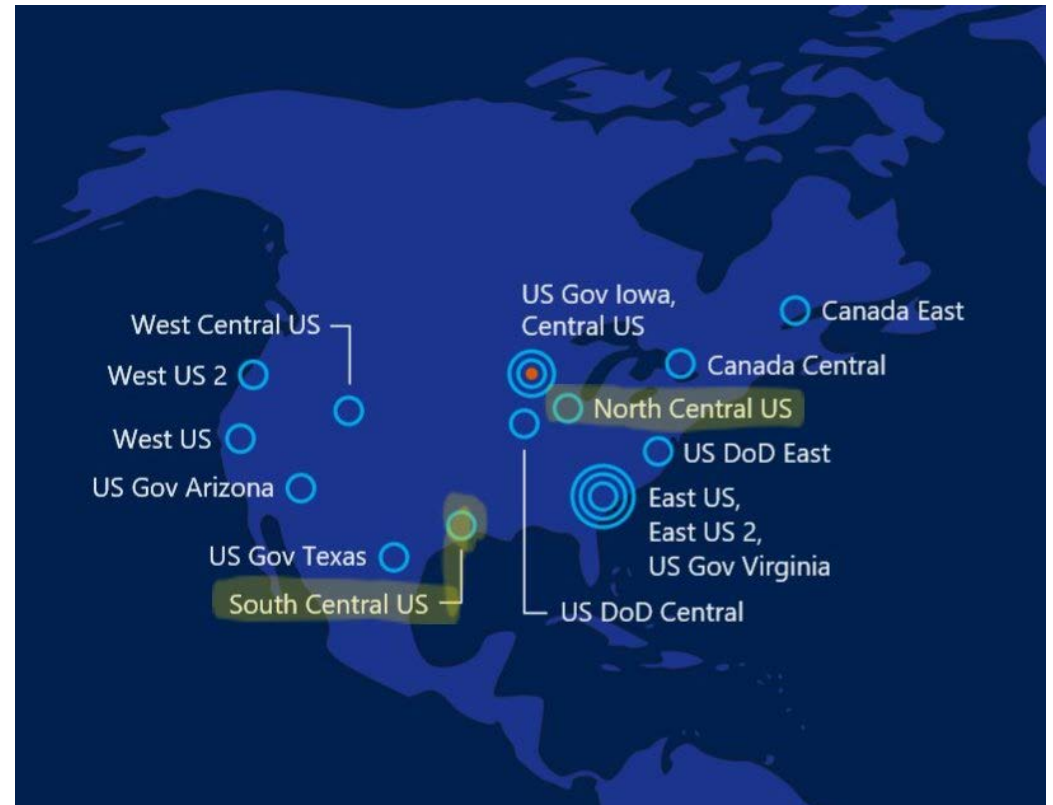 US Gov Iowa,
Central US
Canada East
West Central US
Canada Central
West US 2
North Central US
West US
US DoD East
US Gov Arizona
East US,
East US 2,
US Gov Virginia
US Gov Texas
South Central US
US DoD Central